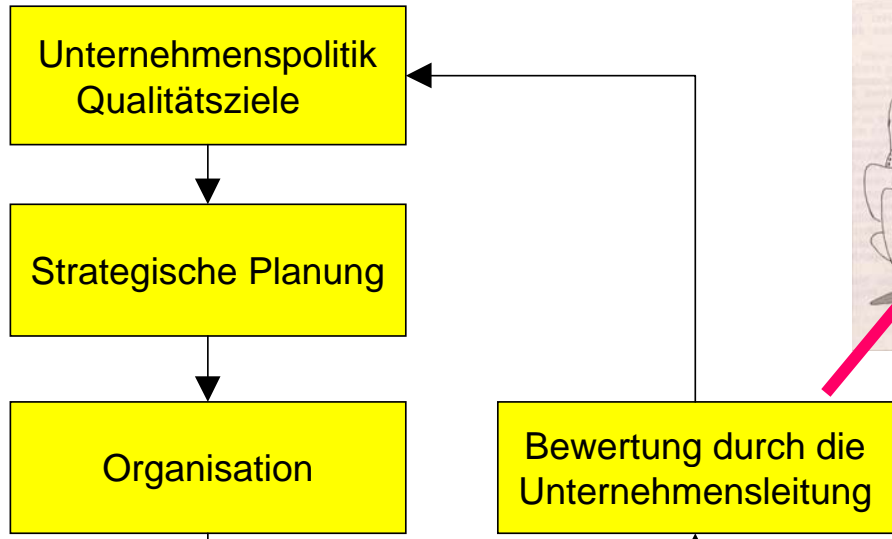 Unternehmenspolitik
Qualitätsziele
Strategische Planung
Organisation
Bewertung durch die
Unternehmensleitung